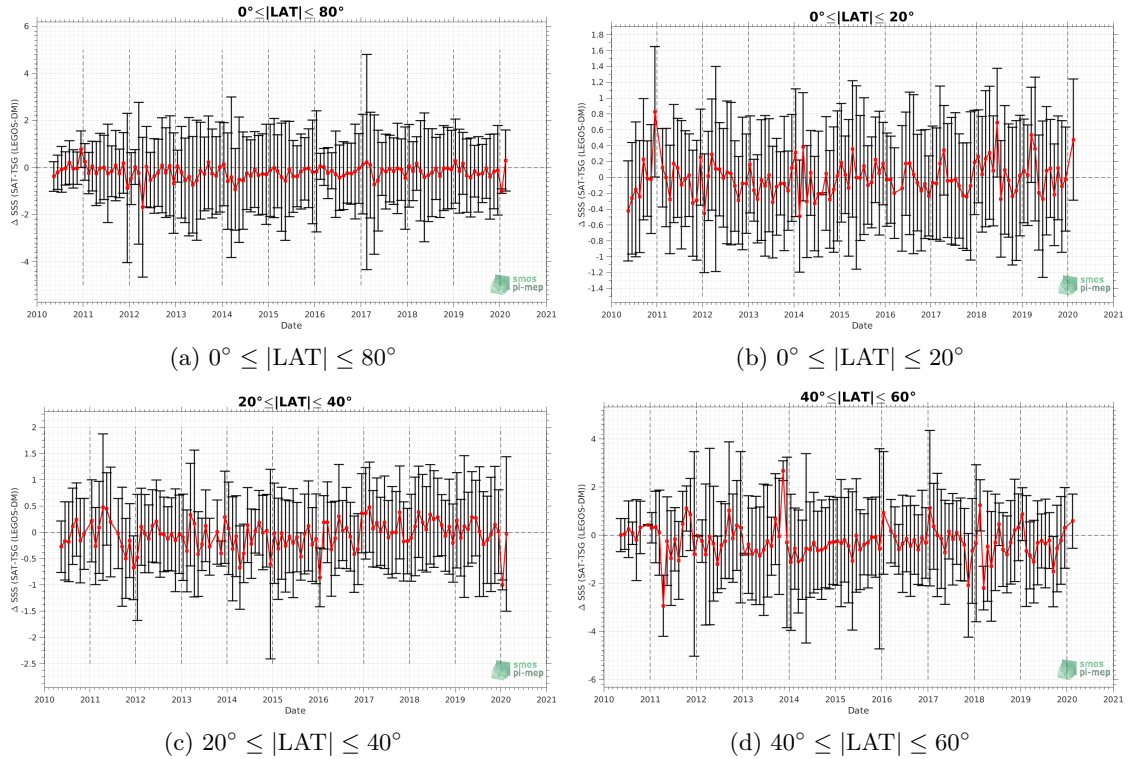 0°≤|LAT|≤ 80°
6
4
2
0
-2
-4
Δ SSS (SAT-TSG (LEGOS-DM))
2010 2011 2012 2013 2014 2015 2016 2017 2018 2019 2020 2021
Date
smos
pi-mep
(a) 0° ≤ |LAT| ≤ 80°
0°≤|LAT|≤ 20°
1.8
1.6
1.4
1.2
1
0.8
0.6
0.4
0.2
0
-0.2
-0.4
-0.6
-0.8
-1
-1.2
-1.4
Δ SSS (SAT-TSG (LEGOS-DM))
2010 2011 2012 2013 2014 2015 2016 2017 2018 2019 2020 2021
Date
smos
pi-mep
(b) 0° ≤ |LAT| ≤ 20°
20°≤|LAT|≤ 40°
2
1.5
1
0.5
0
-0.5
-1
-1.5
-2
-2.5
Δ SSS (SAT-TSG (LEGOS-DM))
2010 2011 2012 2013 2014 2015 2016 2017 2018 2019 2020 2021
Date
smos
pi-mep
(c) 20° ≤ |LAT| ≤ 40°
40°≤|LAT|≤ 60°
4
2
0
-2
-4
-6
Δ SSS (SAT-TSG (LEGOS-DM))
2010 2011 2012 2013 2014 2015 2016 2017 2018 2019 2020 2021
Date
smos
pi-mep
(d) 40° ≤ |LAT| ≤ 60°